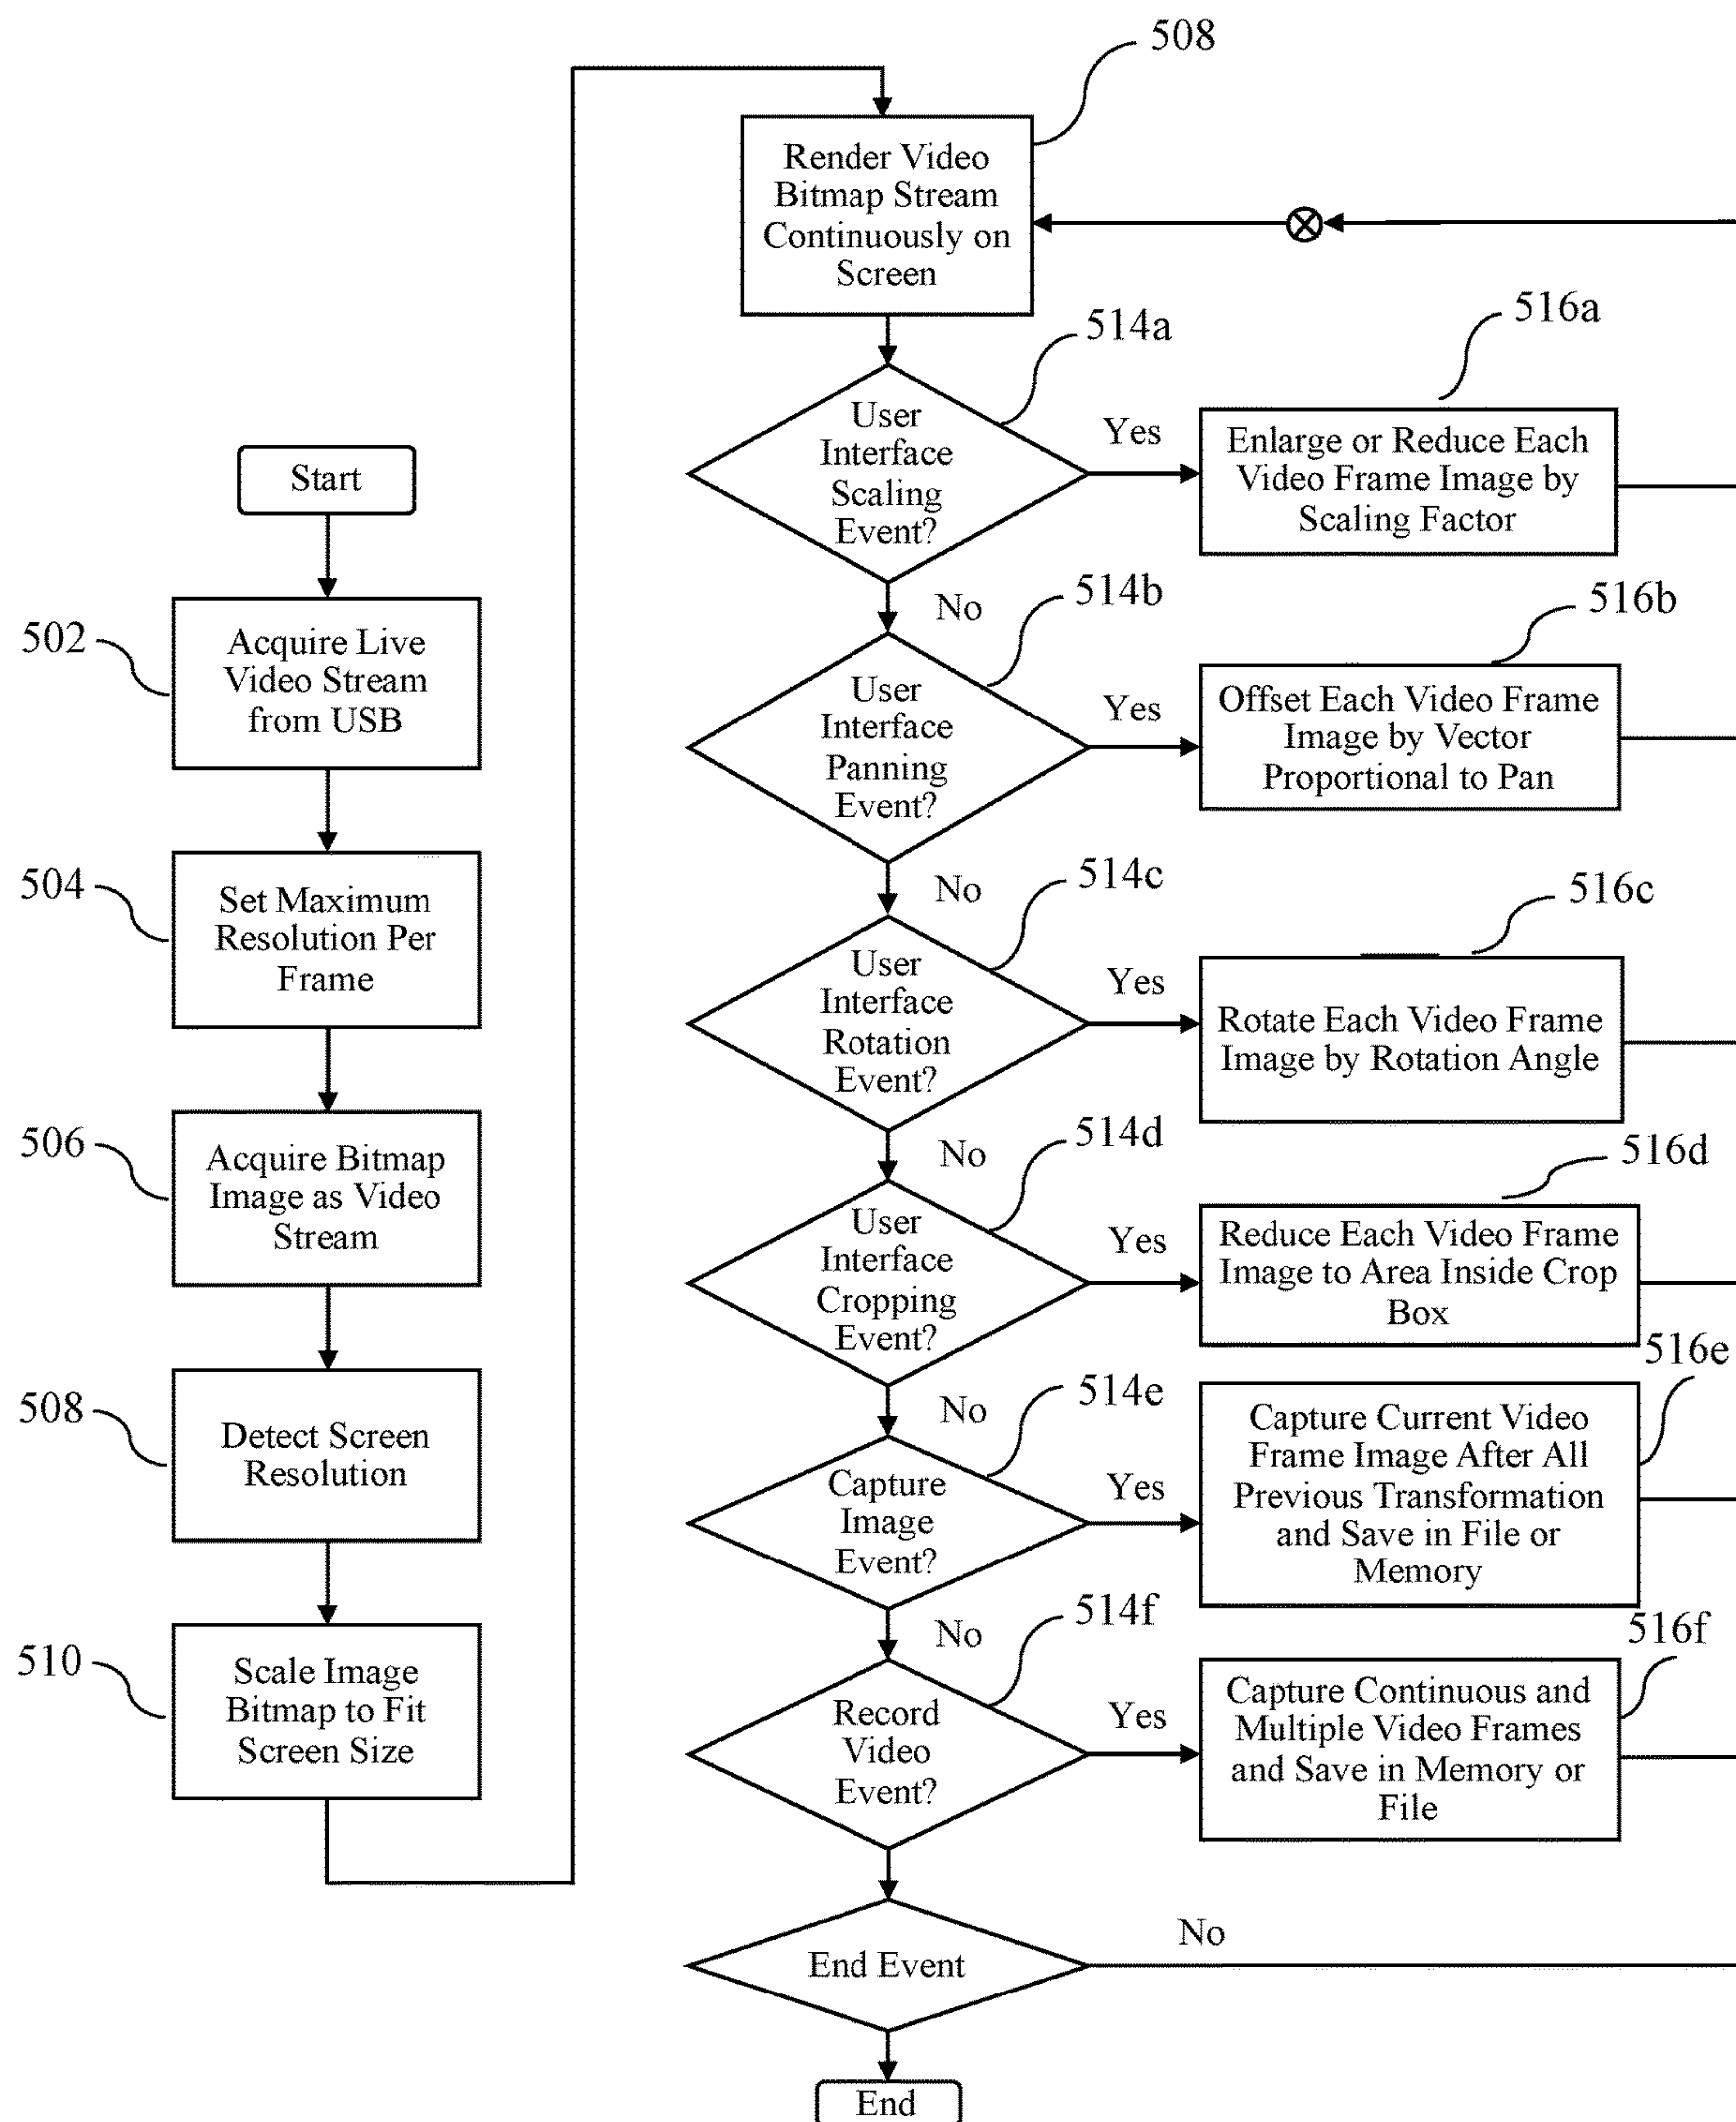 Start
502
Acquire Live
Video Stream
from USB
504
Set Maximum
Resolution Per
Frame
506
Acquire Bitmap
Image as Video
Stream
508
Detect Screen
Resolution
510
Scale Image
Bitmap to Fit
Screen Size
508
Render Video
Bitmap Stream
Continuously on
Screen
514a
User
Interface
Scaling
Event?
Yes
516a
Enlarge or Reduce Each
Video Frame Image by
Scaling Factor
No
514b
User
Interface
Panning
Event?
Yes
516b
Offset Each Video Frame
Image by Vector
Proportional to Pan
No
514c
User
Interface
Rotation
Event?
Yes
516c
Rotate Each Video Frame
Image by Rotation Angle
No
514d
User
Interface
Cropping
Event?
Yes
516d
Reduce Each Video Frame
Image to Area Inside Crop
Box
No
514e
Capture
Image
Event?
Yes
516e
Capture Current Video
Frame Image After All
Previous Transformation
and Save in File or
Memory
No
514f
Record
Video
Event?
Yes
516f
Capture Continuous and
Multiple Video Frames
and Save in Memory or
File
End Event
No
End